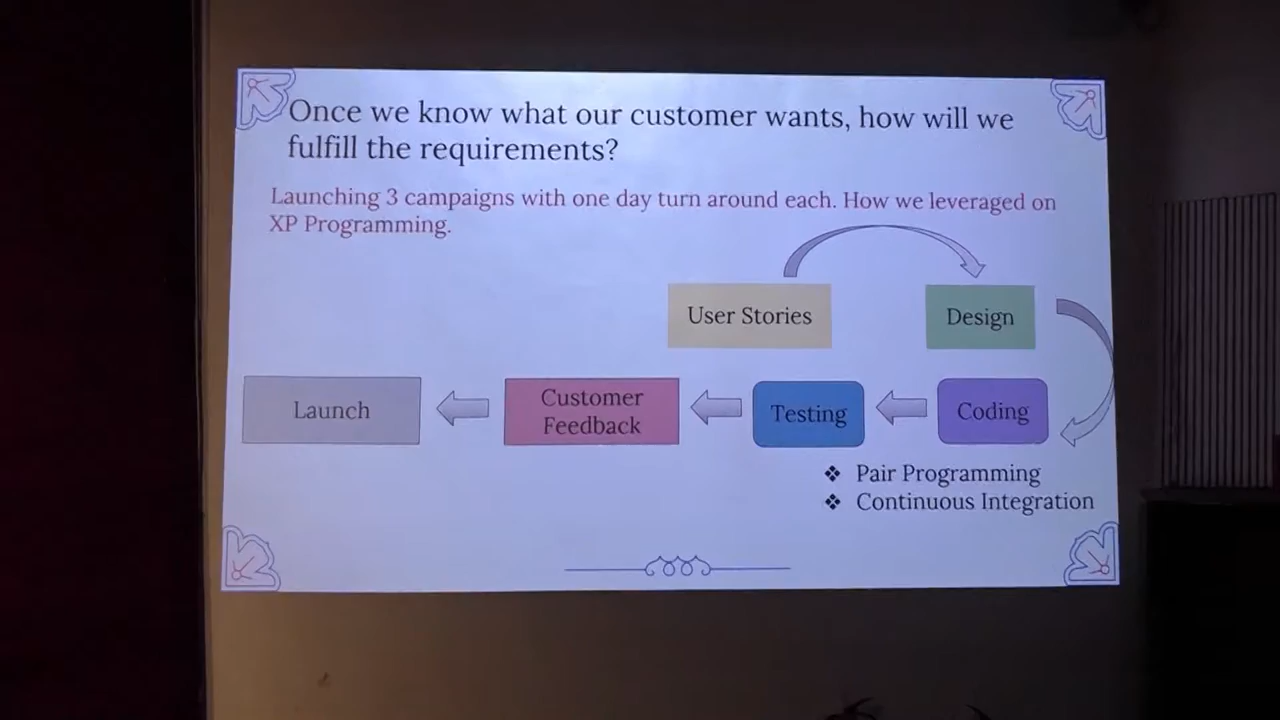 Once we know what our customer wants, how will we
fulfill the requirements?
Launching 3 campaigns with one day turn around each. How we leveraged on
XP Programming.
User Stories
Design
Coding
Testing
Customer
Feedback
Launch
❖ Pair Programming
❖ Continuous Integration